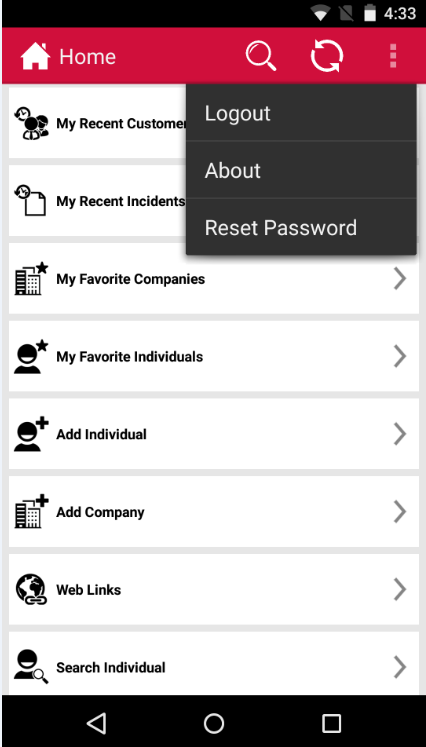 4:33
Home
Logout
About
Reset Password
My Recent Custome
My Recent Incidents
My Favorite Companies
My Favorite Individuals
Add Individual
Add Company
Web Links
Search Individual